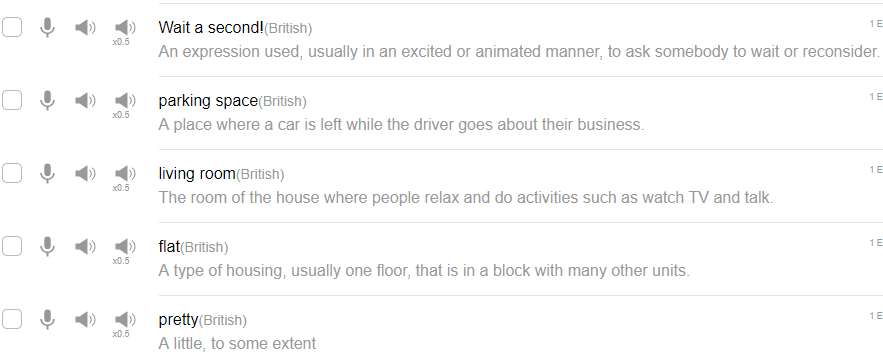 Wait a second!(British) 1 E
An expression used, usually in an excited or animated manner, to ask somebody to wait or reconsider.
x0.5
parking space(British) 1 E
x0.5
A place where a car is left while the driver goes about their business.
living room(British) 1 E
x0.5
The room of the house where people relax and do activities such as watch TV and talk.
flat(British) 1 E
x0.5
A type of housing, usually one floor, that is in a block with many other units.
pretty(British) 1 E
x0.5
A little, to some extent